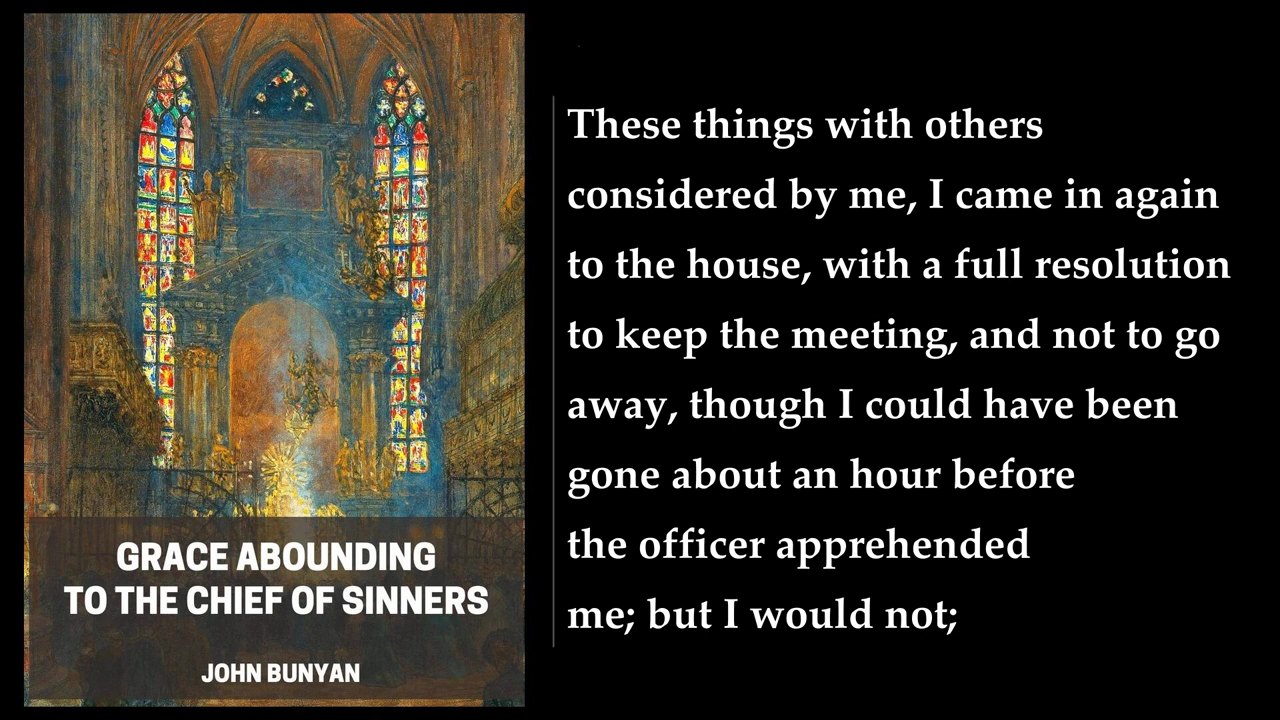 GRACE ABOUNDING
TO THE CHIEF OF SINNERS
JOHN BUNYAN
These things with others
considered by me, I came in again
to the house, with a full resolution
to keep the meeting, and not to go
away, though I could have been
gone about an hour before
the officer apprehended
me; but I would not;